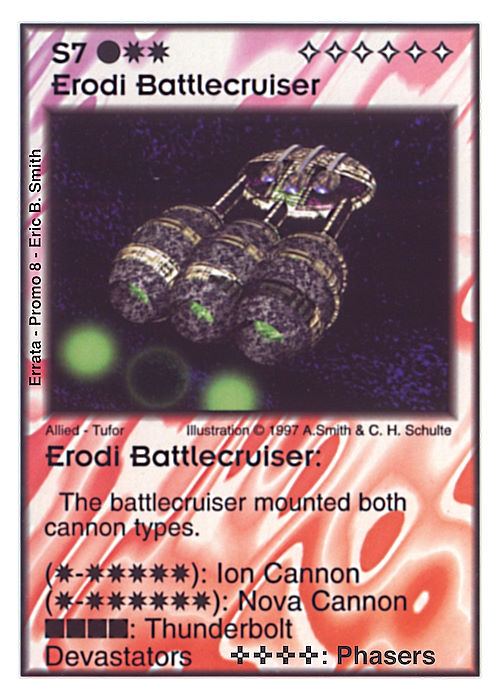 S7 ●✷✷ ✧✧✧✧✧✧
Erodi Battlecruiser
Errata - Promo 8 - Eric B. Smith
Allied - Tufor Illustration © 1997 A.Smith & C. H. Schulte
Erodi Battlecruiser:
The battlecruiser mounted both
cannon types.
(✷-✷✷✷✷✷): Ion Cannon
(✷-✷✷✷✷✷✷): Nova Cannon
■■■■: Thunderbolt
Devastators ✧✧✧✧: Phasers